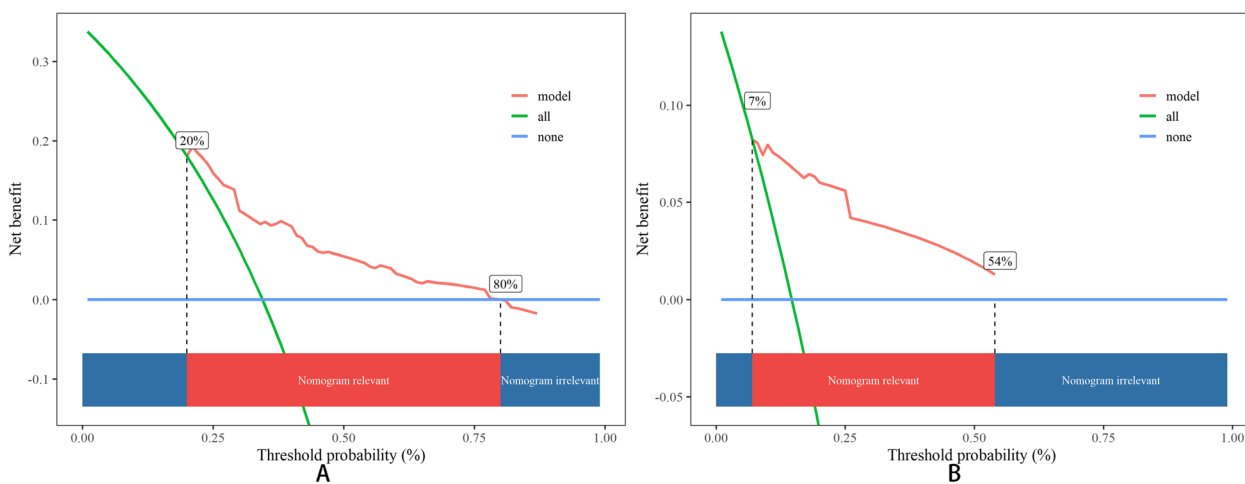 0.3
0.2
0.1
0.0
-0.1
Net benefit
20%
80%
model
all
none
Nomogram relevant
Nomogram irrelevant
0.00 0.25 0.50 0.75 1.00
Threshold probability (%)
A
0.10
0.05
0.00
-0.05
Net benefit
7%
54%
model
all
none
Nomogram relevant
Nomogram irrelevant
0.00 0.25 0.50 0.75 1.00
Threshold probability (%)
B